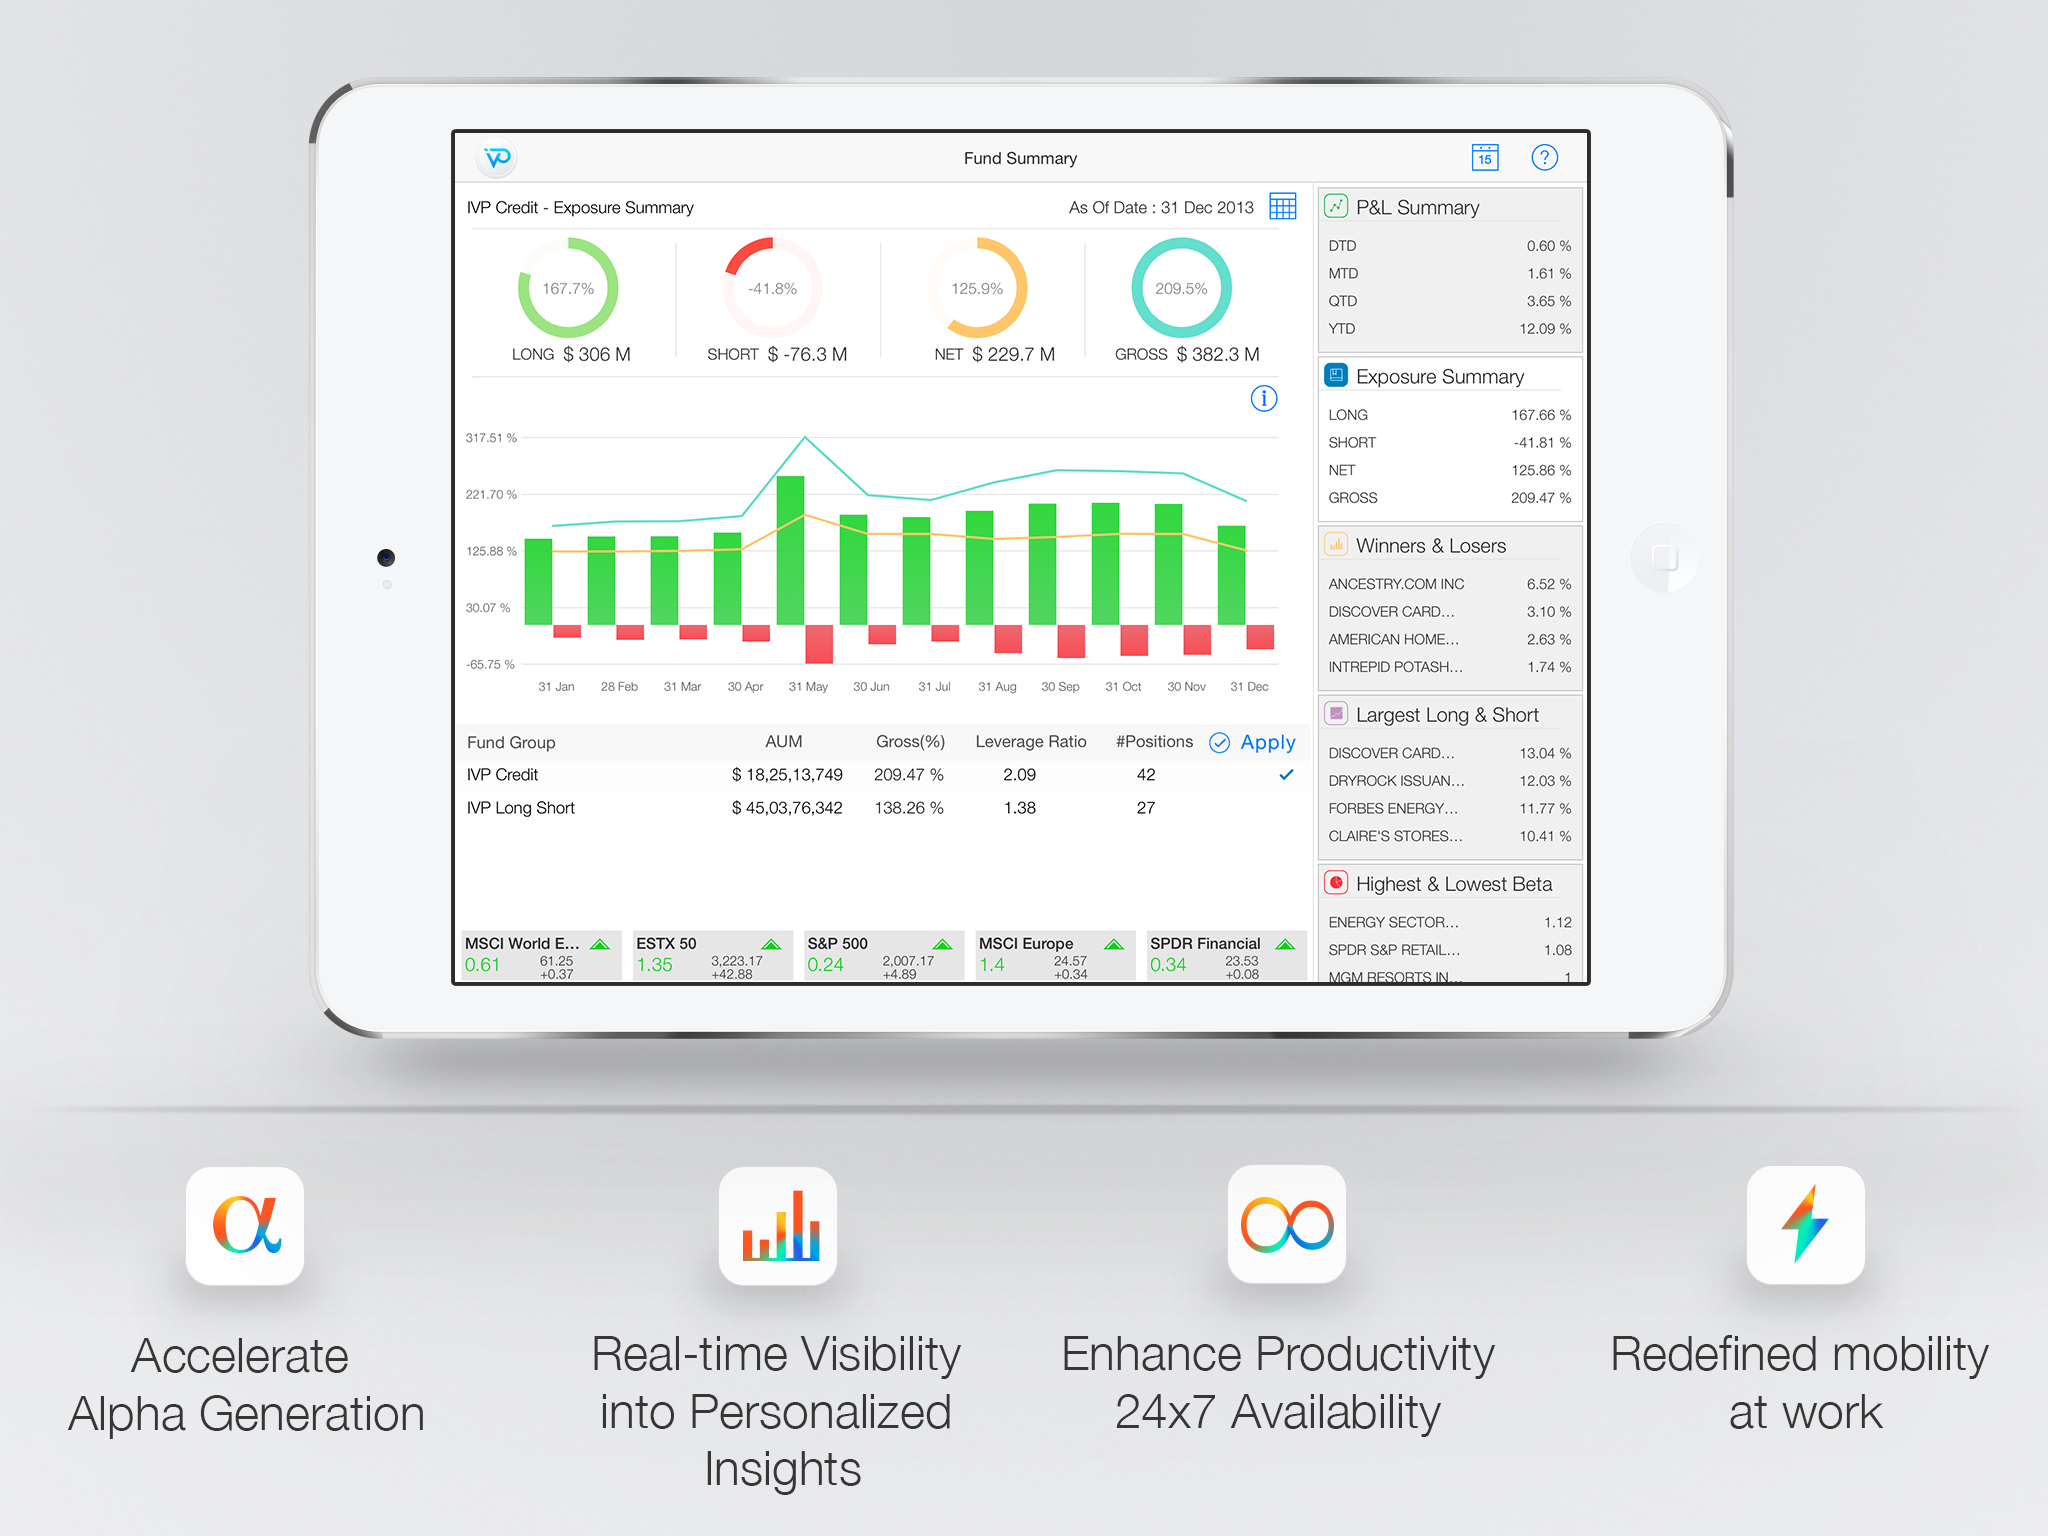 iVP
Fund Summary
15
?
IVP Credit - Exposure Summary
As Of Date : 31 Dec 2013
167.7%
-41.8%
125.9%
209.5%
LONG $ 306 M
SHORT $ -76.3 M
NET $ 229.7 M
GROSS $ 382.3 M
i
317.51 %
221.70 %
125.88 %
30.07 %
-65.75 %
31 Jan
28 Feb
31 Mar
30 Apr
31 May
30 Jun
31 Jul
31 Aug
30 Sep
31 Oct
30 Nov
31 Dec
Fund Group AUM Gross(%) Leverage Ratio #Positions Apply
IVP Credit $ 18,25,13,749 209.47 % 2.09 42
IVP Long Short $ 45,03,76,342 138.26 % 1.38 27
MSCI World E...
0.61 61.25
+0.37
ESTX 50
1.35 3,223.17
+42.88
S&P 500
0.24 2,007.17
+4.89
MSCI Europe
1.4 24.57
+0.34
SPDR Financial
0.34 23.53
+0.08
P&L Summary
DTD 0.60 %
MTD 1.61 %
QTD 3.65 %
YTD 12.09 %
Exposure Summary
LONG 167.66 %
SHORT -41.81 %
NET 125.86 %
GROSS 209.47 %
Winners & Losers
ANCESTRY.COM INC 6.52 %
DISCOVER CARD... 3.10 %
AMERICAN HOME... 2.63 %
INTREPID POTASH... 1.74 %
Largest Long & Short
DISCOVER CARD... 13.04 %
DRYROCK ISSUAN... 12.03 %
FORBES ENERGY... 11.77 %
CLAIRE'S STORES... 10.41 %
Highest & Lowest Beta
ENERGY SECTOR... 1.12
SPDR S&P RETAIL... 1.08
MGM RESORTS IN... 1
α
Accelerate
Alpha Generation
Real-time Visibility
into Personalized
Insights
Enhance Productivity
24x7 Availability
Redefined mobility
at work